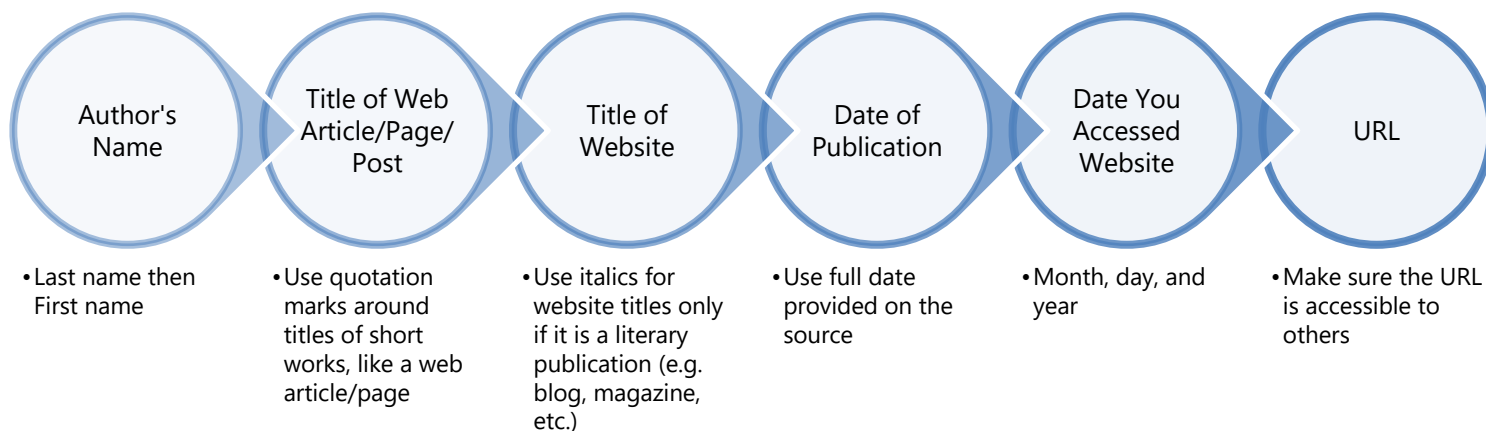 Author's
Name
Title of Web
Article/Page/
Post
Title of
Website
Date of
Publication
Date You
Accessed
Website
URL
•Last name then
First name
•Use quotation
marks around
titles of short
works, like a web
article/page
•Use italics for
website titles only
if it is a literary
publication (e.g.
blog, magazine,
etc.)
•Use full date
provided on the
source
•Month, day, and
year
•Make sure the URL
is accessible to
others